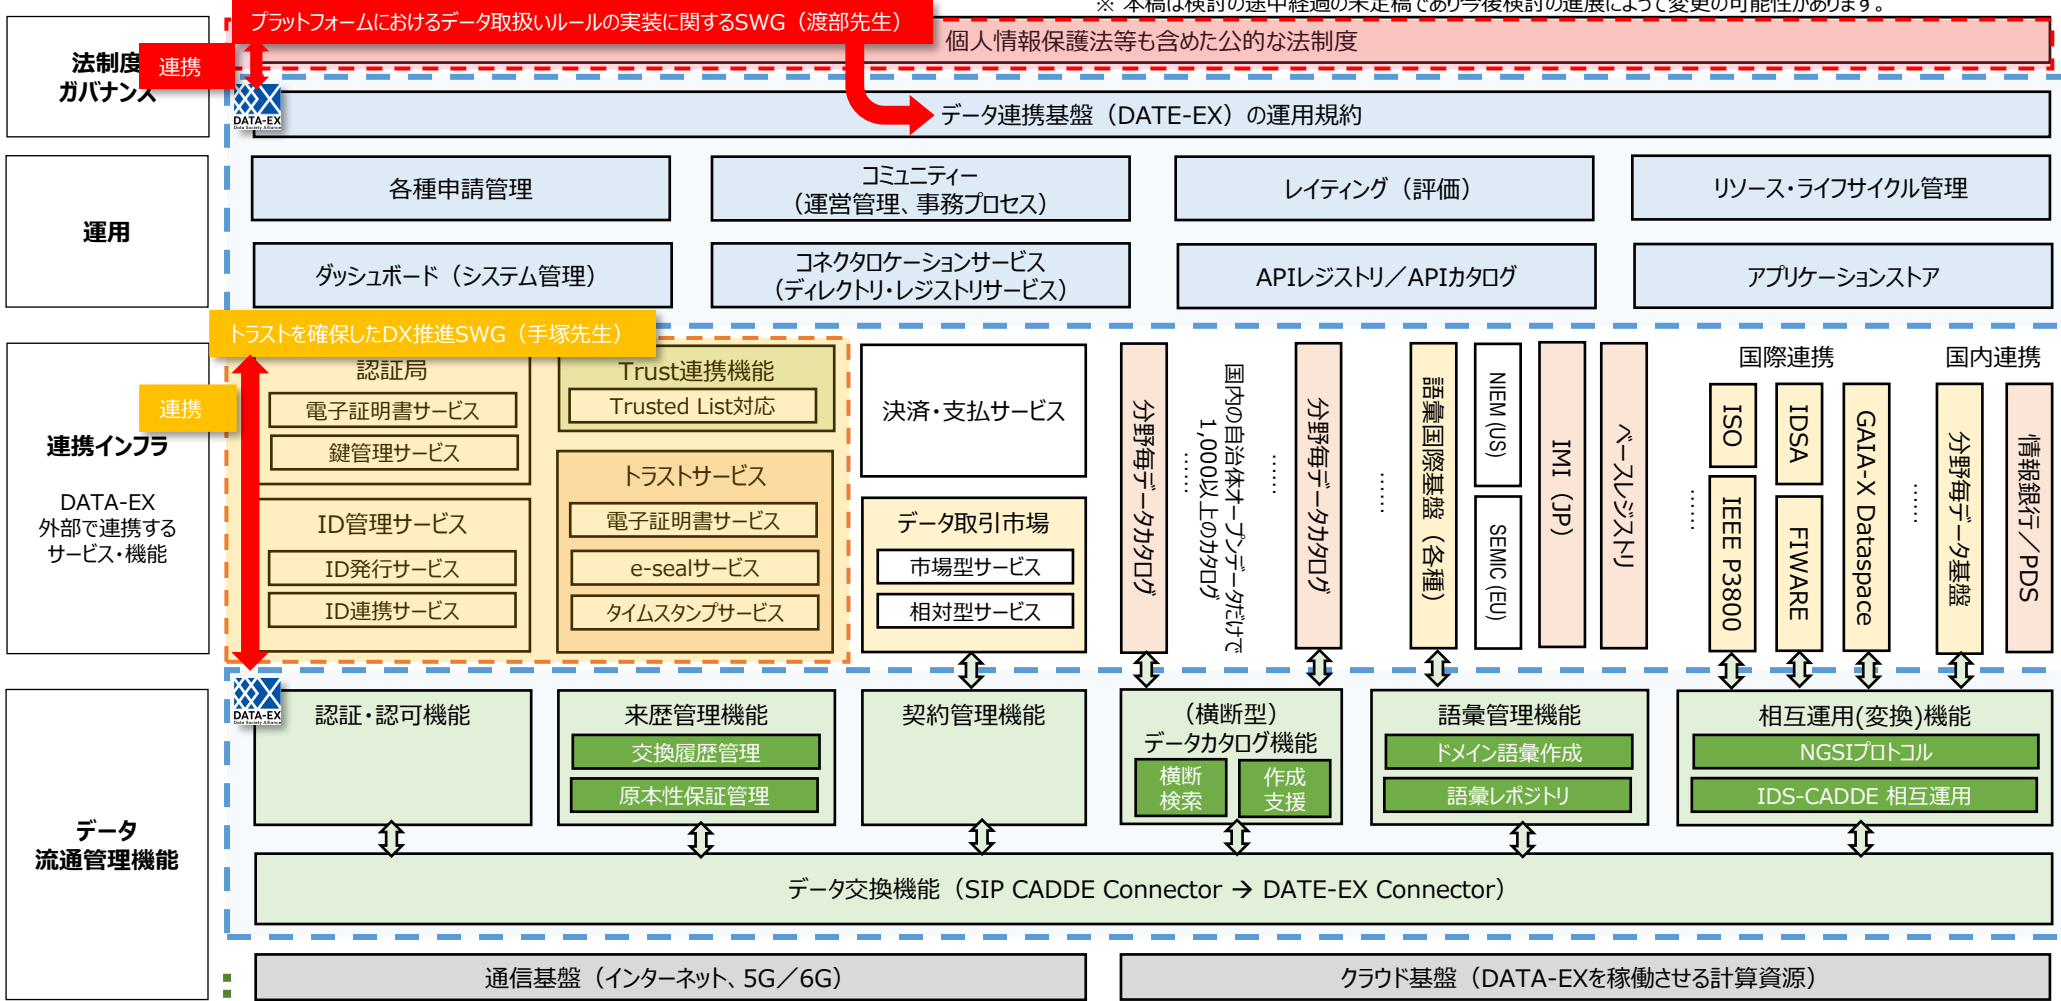 ※ 本稿は検討の途中経過の未定稿であり今後検討の進展によって変更の可能性があります。
プラットフォームにおけるデータ取扱いルールの実装に関するSWG（渡部先生）
個人情報保護法等も含めた公的な法制度
法制度
ガバナンス
連携
DATA-EX
Data Society Alliance
データ連携基盤（DATE-EX）の運用規約
運用
各種申請管理
コミュニティー
（運営管理、事務プロセス）
レイティング（評価）
リソース・ライフサイクル管理
ダッシュボード（システム管理）
コネクタロケーションサービス
（ディレクトリ・レジストリサービス）
APIレジストリ／APIカタログ
アプリケーションストア
トラストを確保したDX推進SWG（手塚先生）
連携
連携インフラ
DATA-EX
外部で連携する
サービス・機能
認証局
電子証明書サービス
鍵管理サービス
ID管理サービス
ID発行サービス
ID連携サービス
Trust連携機能
Trusted List対応
トラストサービス
電子証明書サービス
e-sealサービス
タイムスタンプサービス
決済・支払サービス
データ取引市場
市場型サービス
相対型サービス
分野毎データカタログ
国内の自治体オープンデータだけで
1,000以上のカタログ
……
……
分野毎データカタログ
……
語彙国際基盤（各種）
NIEM (US)
SEMIC (EU)
IMI（JP）
ベースレジストリ
国際連携
国内連携
……
ISO
IEEE P3800
IDSA
FIWARE
GAIA-X Dataspace
……
分野毎データ基盤
情報銀行／PDS
データ
流通管理機能
DATA-EX
Data Society Alliance
認証・認可機能
来歴管理機能
交換履歴管理
原本性保証管理
契約管理機能
（横断型）
データカタログ機能
横断
検索
作成
支援
語彙管理機能
ドメイン語彙作成
語彙レポジトリ
相互運用(変換)機能
NGSIプロトコル
IDS-CADDE 相互運用
データ交換機能（SIP CADDE Connector → DATE-EX Connector）
通信基盤（インターネット、5G／6G）
クラウド基盤（DATA-EXを稼働させる計算資源）